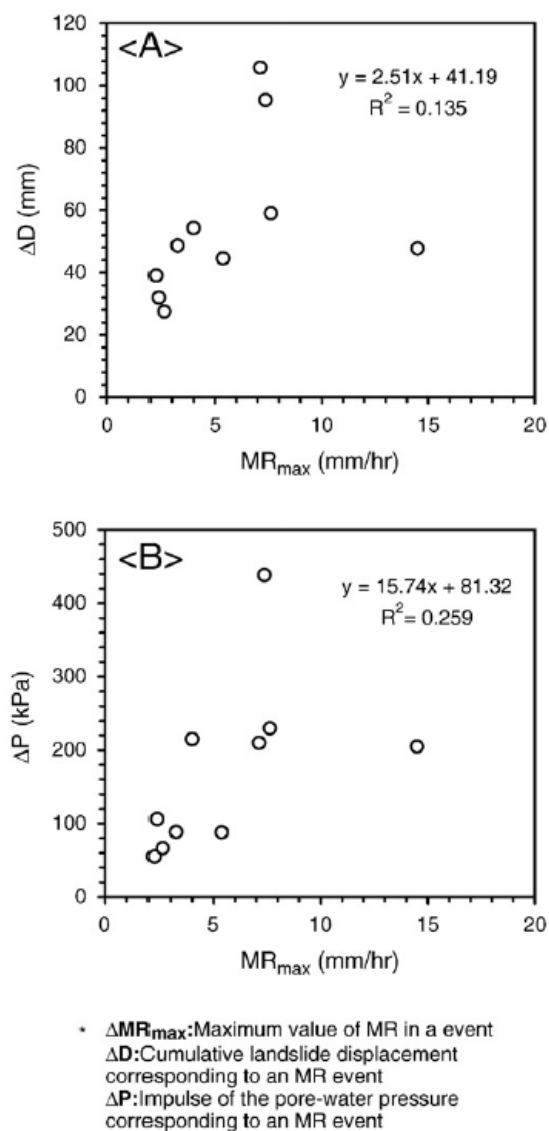 <A>
120
100
80
60
40
20
0
ΔD (mm)
y = 2.51x + 41.19
R² = 0.135
0 5 10 15 20
MRmax (mm/hr)
<B>
500
400
300
200
100
0
ΔP (kPa)
y = 15.74x + 81.32
R²= 0.259
0 5 10 15 20
MRmax (mm/hr)
* ΔMRmax:Maximum value of MR in a event
ΔD:Cumulative landslide displacement
corresponding to an MR event
ΔP:Impulse of the pore-water pressure
corresponding to an MR event